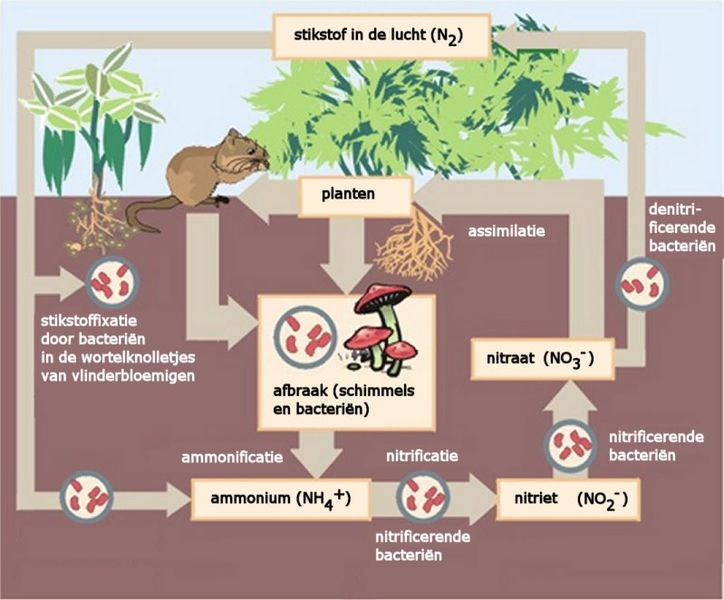 stikstof in de lucht (N₂)
planten
assimilatie
denitri-
ficerende
bacteriën
stikstoffixatie
door bacteriën
in de wortelknolletjes
van vlinderbloemigen
afbraak (schimmels
en bacteriën)
nitraat (NO₃⁻)
nitrificerende
bacteriën
ammonificatie
nitrificatie
ammonium (NH₄⁺)
nitriet (NO₂⁻)
nitrificerende
bacteriën